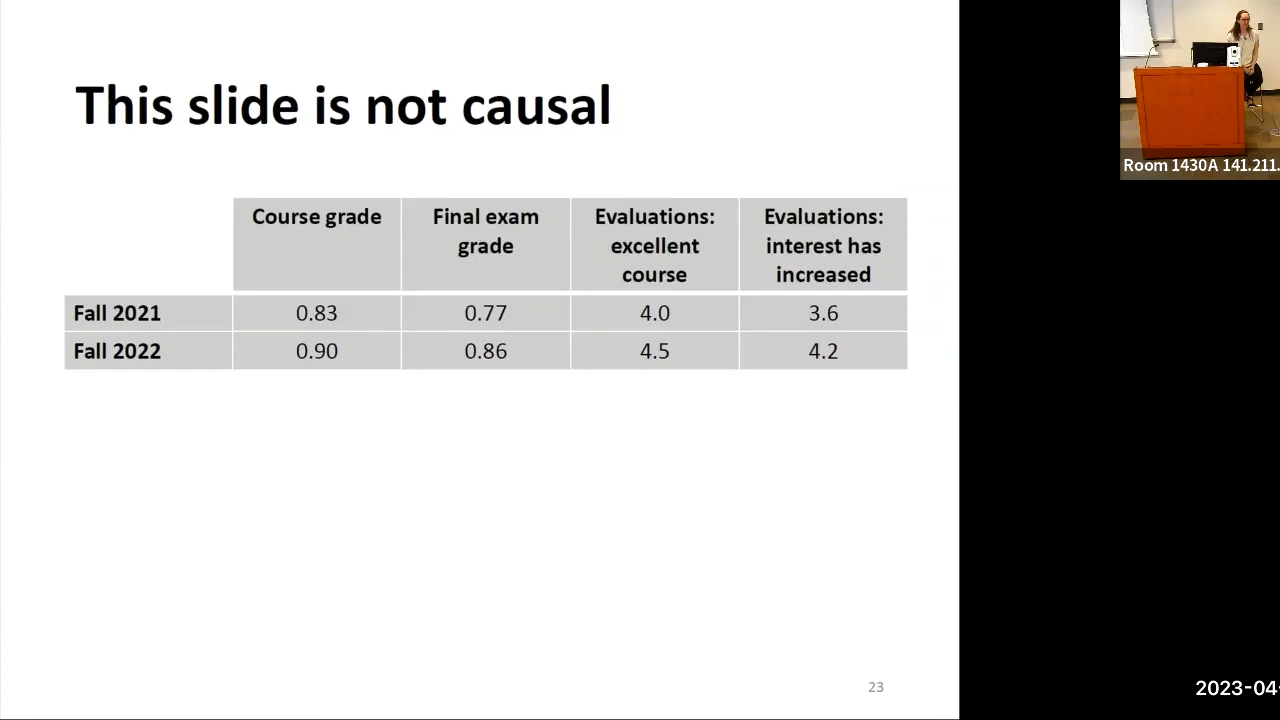 This slide is not causal
Course grade
Final exam
grade
Evaluations:
excellent
course
Evaluations:
interest has
increased
Fall 2021 0.83 0.77 4.0 3.6
Fall 2022 0.90 0.86 4.5 4.2
23
Room 1430A 141.211.
2023-04-